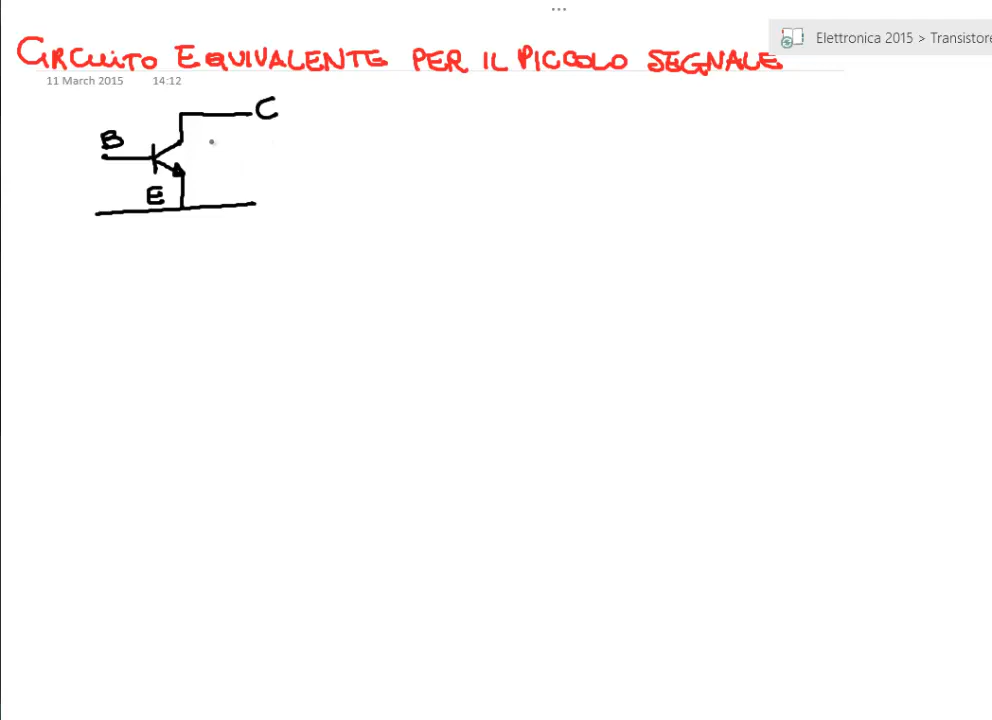 Elettronica 2015 > Transistore
CIRCUITO EQUIVALENTE PER IL PICCOLO SEGNALE
11 March 2015 14:12
C
B
E